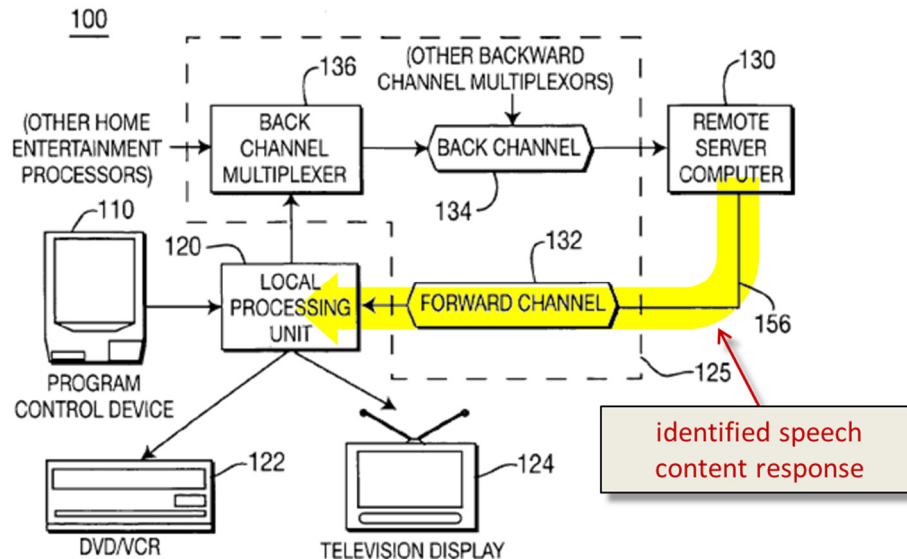 100
(OTHER BACKWARD
CHANNEL MULTIPLEXORS)
136
130
(OTHER HOME
ENTERTAINMENT
PROCESSORS)
BACK
CHANNEL
MULTIPLEXER
BACK CHANNEL
134
REMOTE
SERVER
COMPUTER
110
120
132
LOCAL
PROCESSING
UNIT
FORWARD CHANNEL
156
125
PROGRAM
CONTROL DEVICE
identified speech
content response
122
124
DVD/VCR
TELEVISION DISPLAY